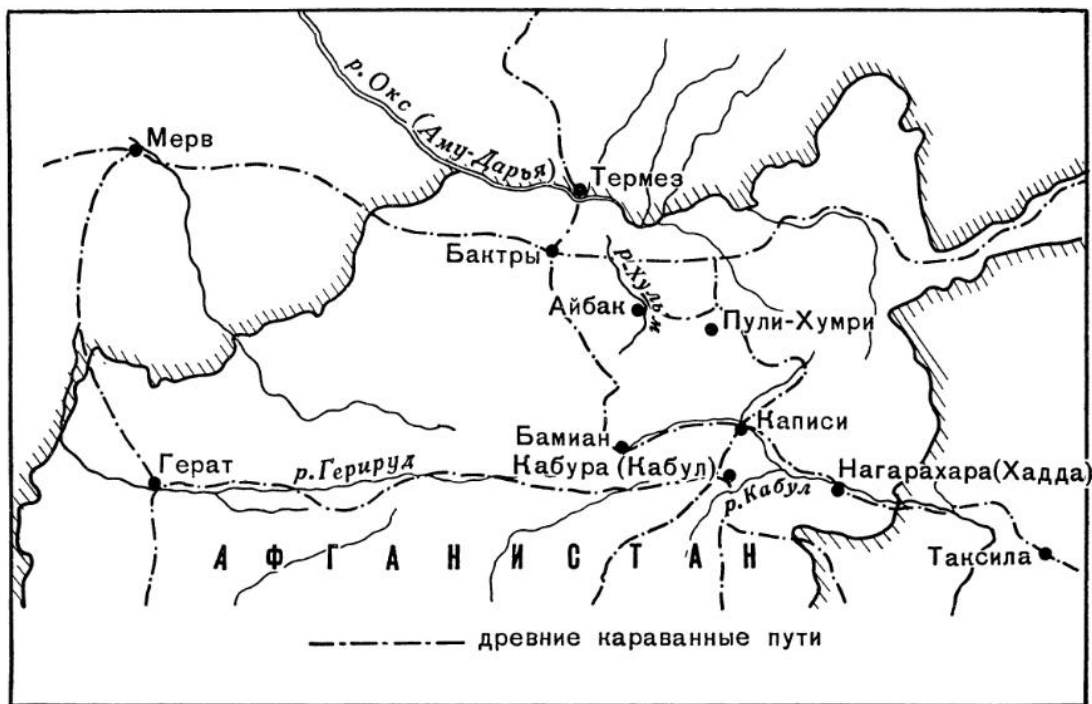 р. Окс (Аму-Дарья)
Мерв
Термез
Бактры
р. Хульм
Айбак
Пули-Хумри
Бамиан
Каписи
Кабура (Кабул)
Герат
р. Герируд
р. Кабул
Нагарахара (Хадда)
АФГАНИСТАН
Таксила
древние караванные пути